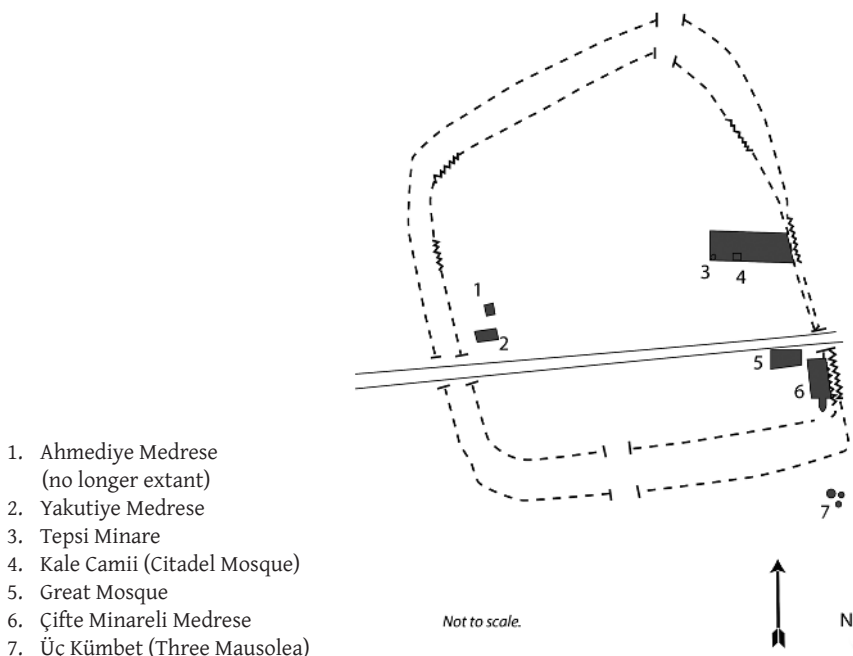 3
4
1
2
5
6
1. Ahmediye Medrese
(no longer extant)
2. Yakutiye Medrese
3. Tepsi Minare
4. Kale Camii (Citadel Mosque)
5. Great Mosque
6. Çifte Minareli Medrese
7. Üç Kümbet (Three Mausolea)
7
Not to scale.
N